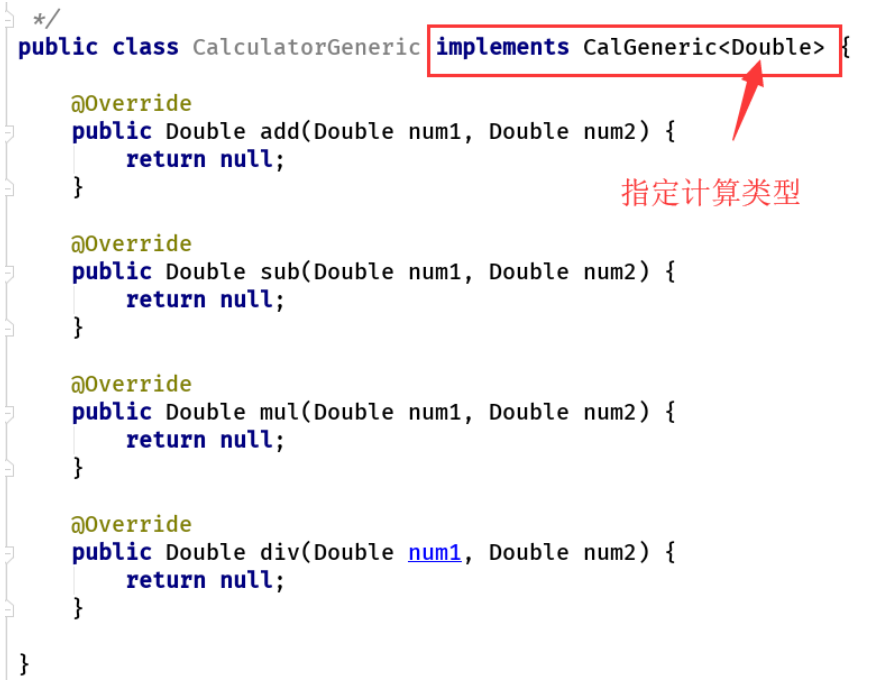 */
public class CalculatorGeneric implements CalGeneric<Double> {
@Override
public Double add(Double num1, Double num2) {
return null;
}
指定计算类型
@Override
public Double sub(Double num1, Double num2) {
return null;
}
@Override
public Double mul(Double num1, Double num2) {
return null;
}
@Override
public Double div(Double num1, Double num2) {
return null;
}
}